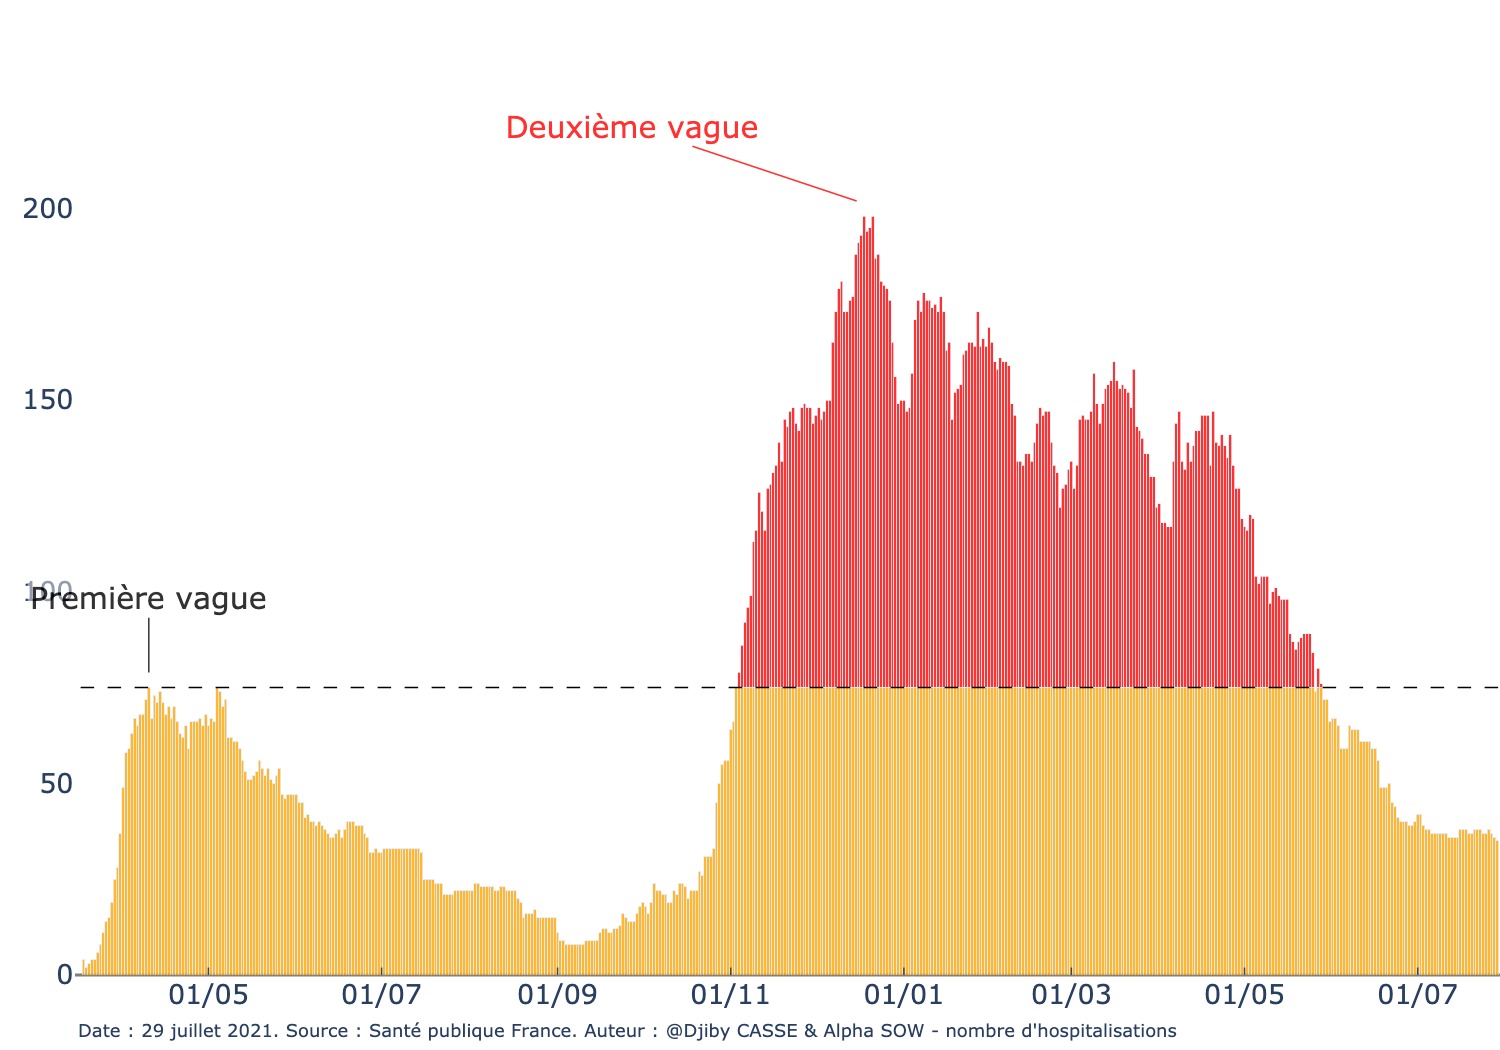 Deuxième vague
200
150
100
Première vague
50
0
01/05 01/07 01/09 01/11 01/01 01/03 01/05 01/07
Date : 29 juillet 2021. Source : Santé publique France. Auteur : @Djiby CASSE & Alpha SOW - nombre d'hospitalisations